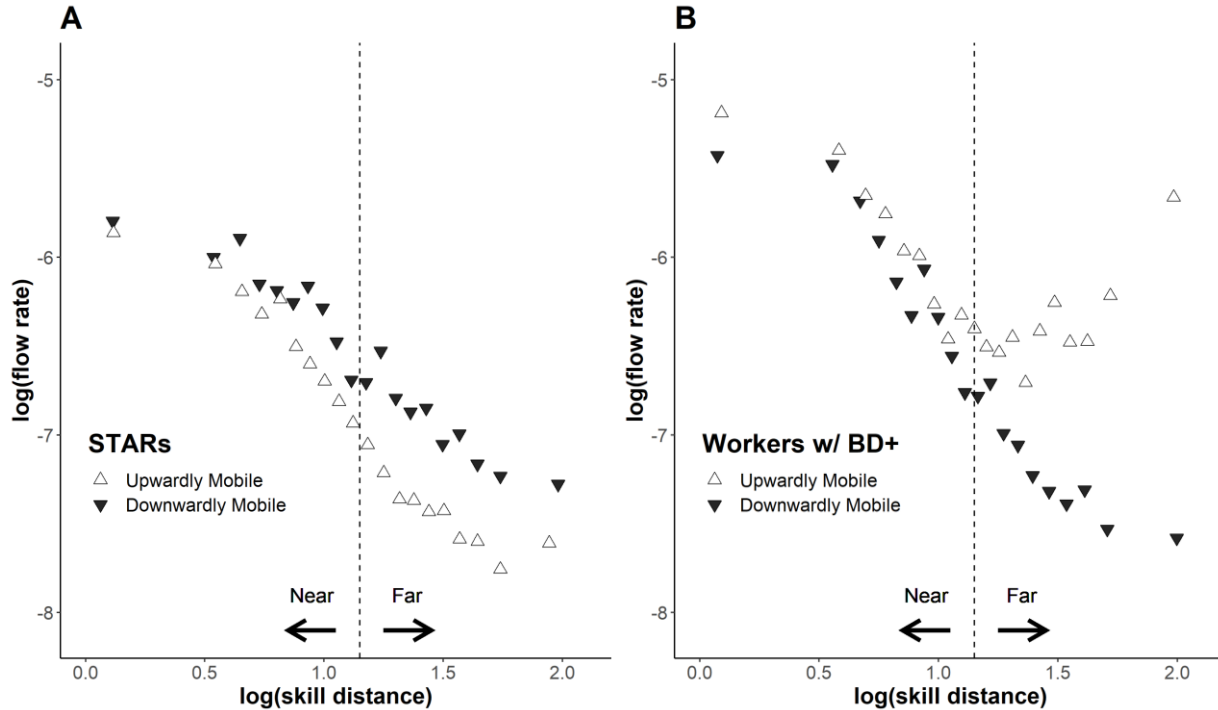 A
-5
-6
-7
-8
log(flow rate)
STARs
Upwardly Mobile
Downwardly Mobile
Near
Far
0.0
0.5
1.0
1.5
2.0
log(skill distance)
B
-5
-6
-7
-8
log(flow rate)
Workers w/ BD+
Upwardly Mobile
Downwardly Mobile
Near
Far
0.0
0.5
1.0
1.5
2.0
log(skill distance)